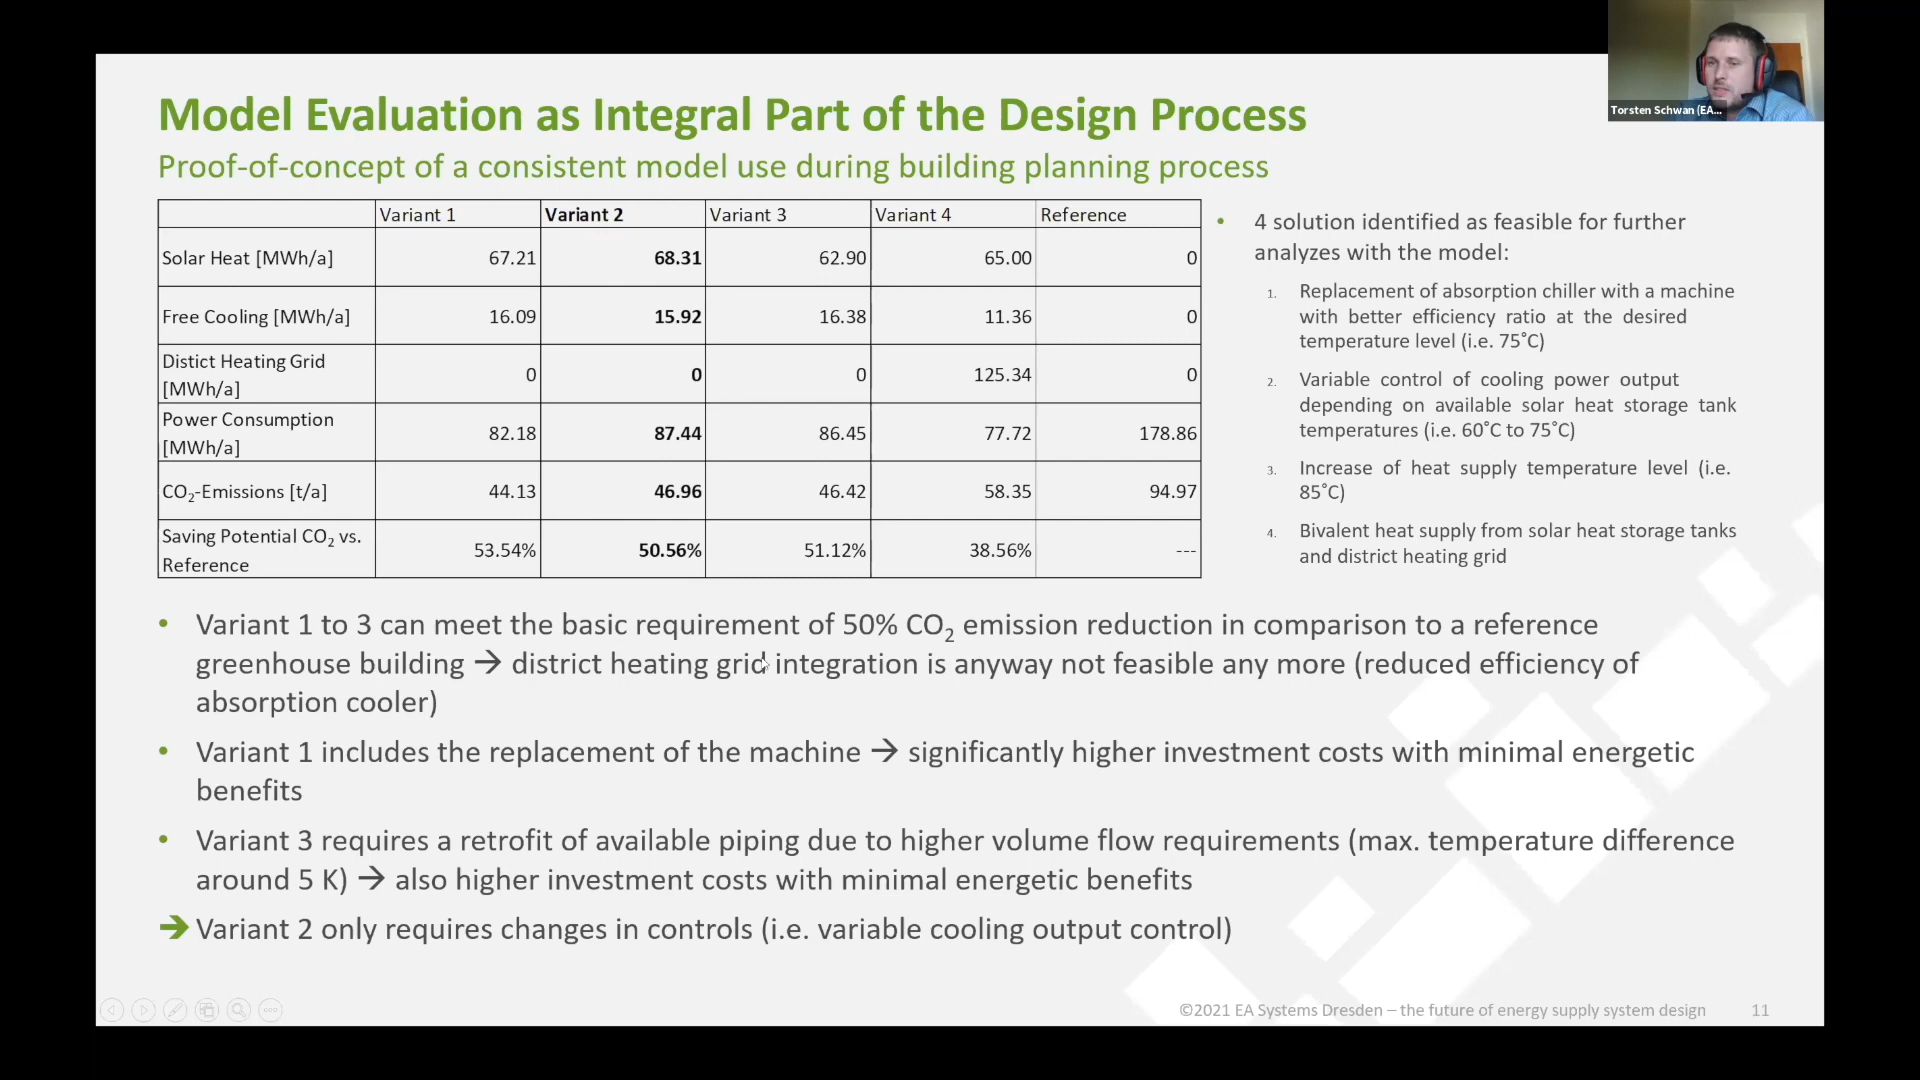 Torsten Schwan (EA...
Model Evaluation as Integral Part of the Design Process
Proof-of-concept of a consistent model use during building planning process
Variant 1 Variant 2 Variant 3 Variant 4 Reference
Solar Heat [MWh/a] 67.21 68.31 62.90 65.00 0
Free Cooling [MWh/a] 16.09 15.92 16.38 11.36 0
Distict Heating Grid
[MWh/a] 0 0 0 125.34 0
Power Consumption
[MWh/a] 82.18 87.44 86.45 77.72 178.86
CO2-Emissions [t/a] 44.13 46.96 46.42 58.35 94.97
Saving Potential CO2 vs.
Reference 53.54% 50.56% 51.12% 38.56% ---
• 4 solution identified as feasible for further
analyzes with the model:
1. Replacement of absorption chiller with a machine
with better efficiency ratio at the desired
temperature level (i.e. 75°C)
2. Variable control of cooling power output
depending on available solar heat storage tank
temperatures (i.e. 60°C to 75°C)
3. Increase of heat supply temperature level (i.e.
85°C)
4. Bivalent heat supply from solar heat storage tanks
and district heating grid
• Variant 1 to 3 can meet the basic requirement of 50% CO2 emission reduction in comparison to a reference
greenhouse building → district heating grid integration is anyway not feasible any more (reduced efficiency of
absorption cooler)
• Variant 1 includes the replacement of the machine → significantly higher investment costs with minimal energetic
benefits
• Variant 3 requires a retrofit of available piping due to higher volume flow requirements (max. temperature difference
around 5 K) → also higher investment costs with minimal energetic benefits
➔ Variant 2 only requires changes in controls (i.e. variable cooling output control)
©2021 EA Systems Dresden – the future of energy supply system design 11